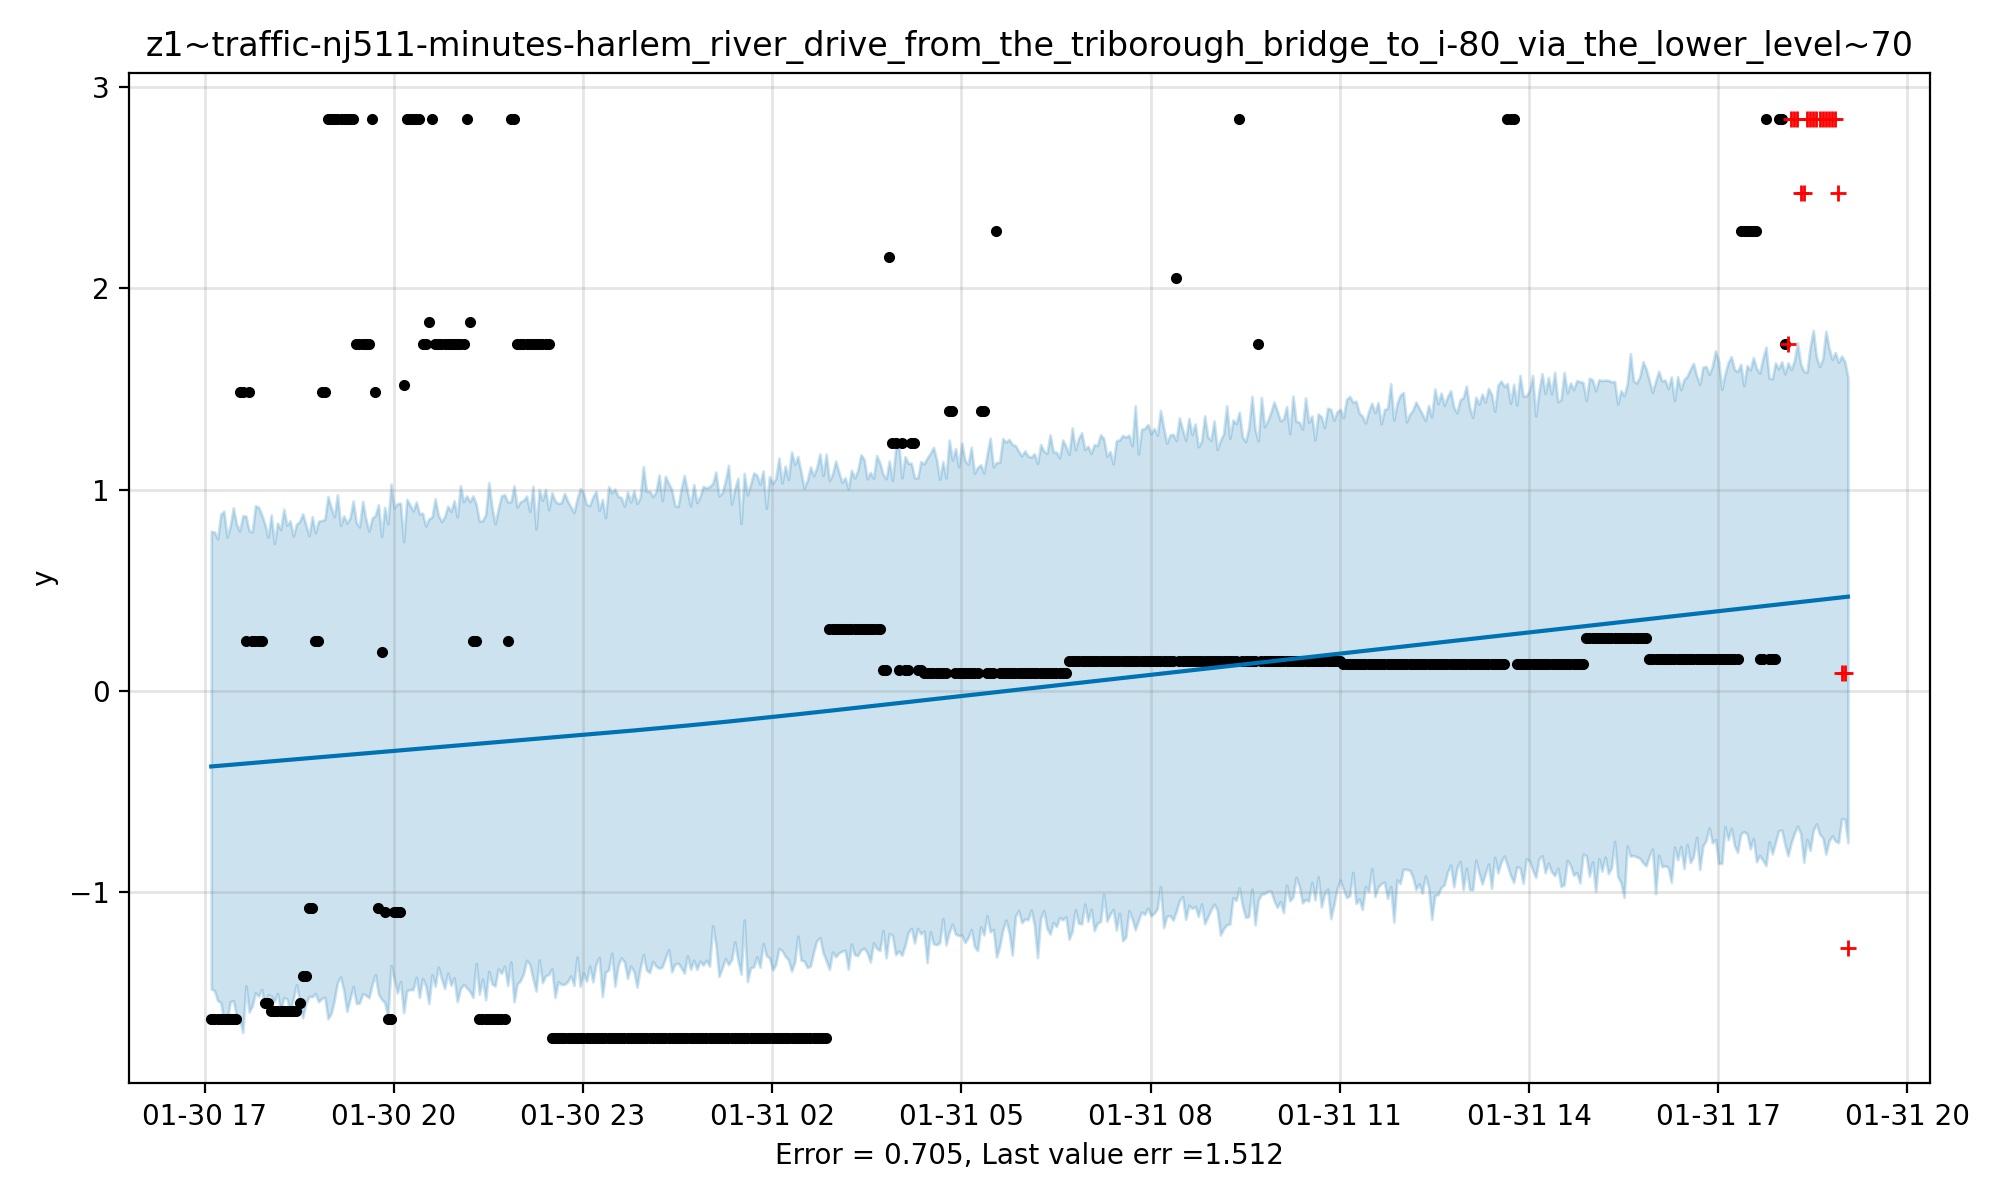 z1~traffic-nj511-minutes-harlem_river_drive_from_the_triborough_bridge_to_i-80_via_the_lower_level~70
3
2
1
0
−1
y
01-30 17 01-30 20 01-30 23 01-31 02 01-31 05 01-31 08 01-31 11 01-31 14 01-31 17 01-31 20
Error = 0.705, Last value err =1.512